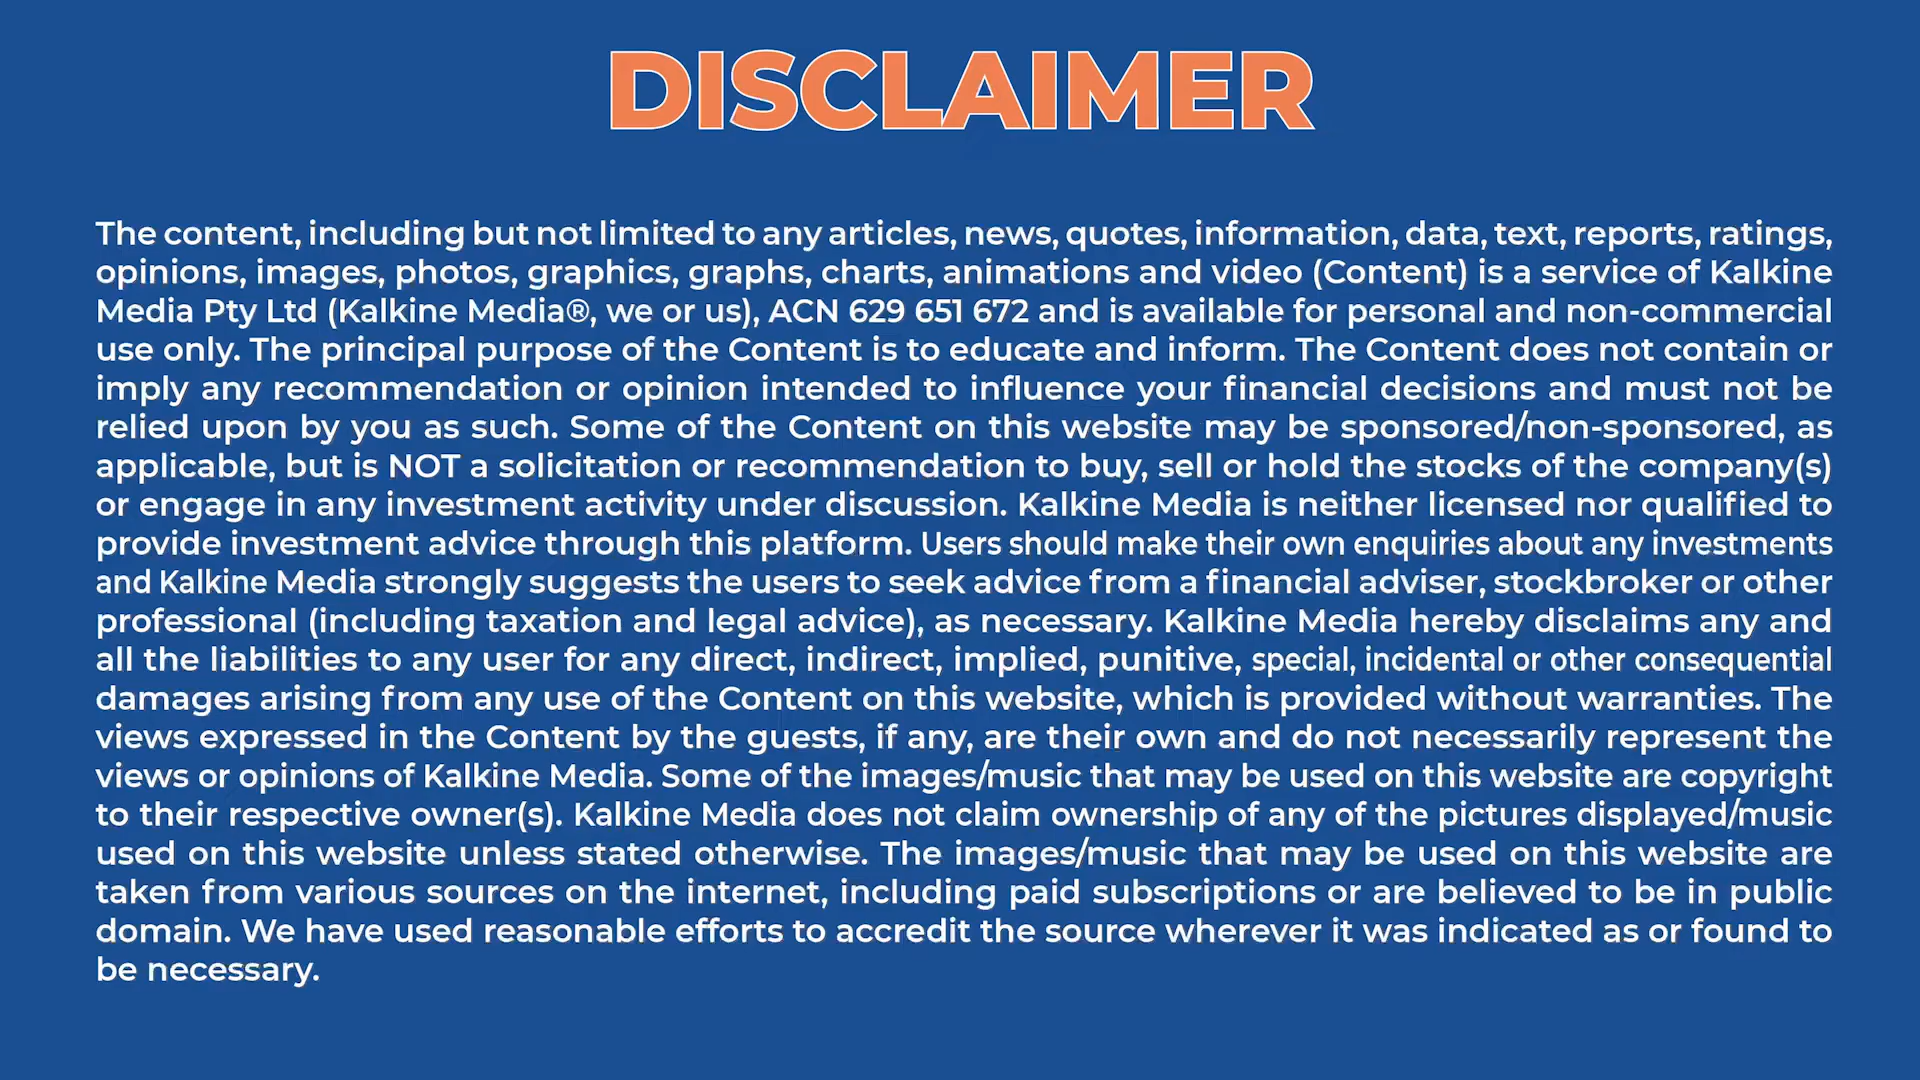 DISCLAIMER
The content, including but not limited to any articles, news, quotes, information, data, text, reports, ratings,
opinions, images, photos, graphics, graphs, charts, animations and video (Content) is a service of Kalkine
Media Pty Ltd (Kalkine Media®, we or us), ACN 629 651 672 and is available for personal and non-commercial
use only. The principal purpose of the Content is to educate and inform. The Content does not contain or
imply any recommendation or opinion intended to influence your financial decisions and must not be
relied upon by you as such. Some of the Content on this website may be sponsored/non-sponsored, as
applicable, but is NOT a solicitation or recommendation to buy, sell or hold the stocks of the company(s)
or engage in any investment activity under discussion. Kalkine Media is neither licensed nor qualified to
provide investment advice through this platform. Users should make their own enquiries about any investments
and Kalkine Media strongly suggests the users to seek advice from a financial adviser, stockbroker or other
professional (including taxation and legal advice), as necessary. Kalkine Media hereby disclaims any and
all the liabilities to any user for any direct, indirect, implied, punitive, special, incidental or other consequential
damages arising from any use of the Content on this website, which is provided without warranties. The
views expressed in the Content by the guests, if any, are their own and do not necessarily represent the
views or opinions of Kalkine Media. Some of the images/music that may be used on this website are copyright
to their respective owner(s). Kalkine Media does not claim ownership of any of the pictures displayed/music
used on this website unless stated otherwise. The images/music that may be used on this website are
taken from various sources on the internet, including paid subscriptions or are believed to be in public
domain. We have used reasonable efforts to accredit the source wherever it was indicated as or found to
be necessary.